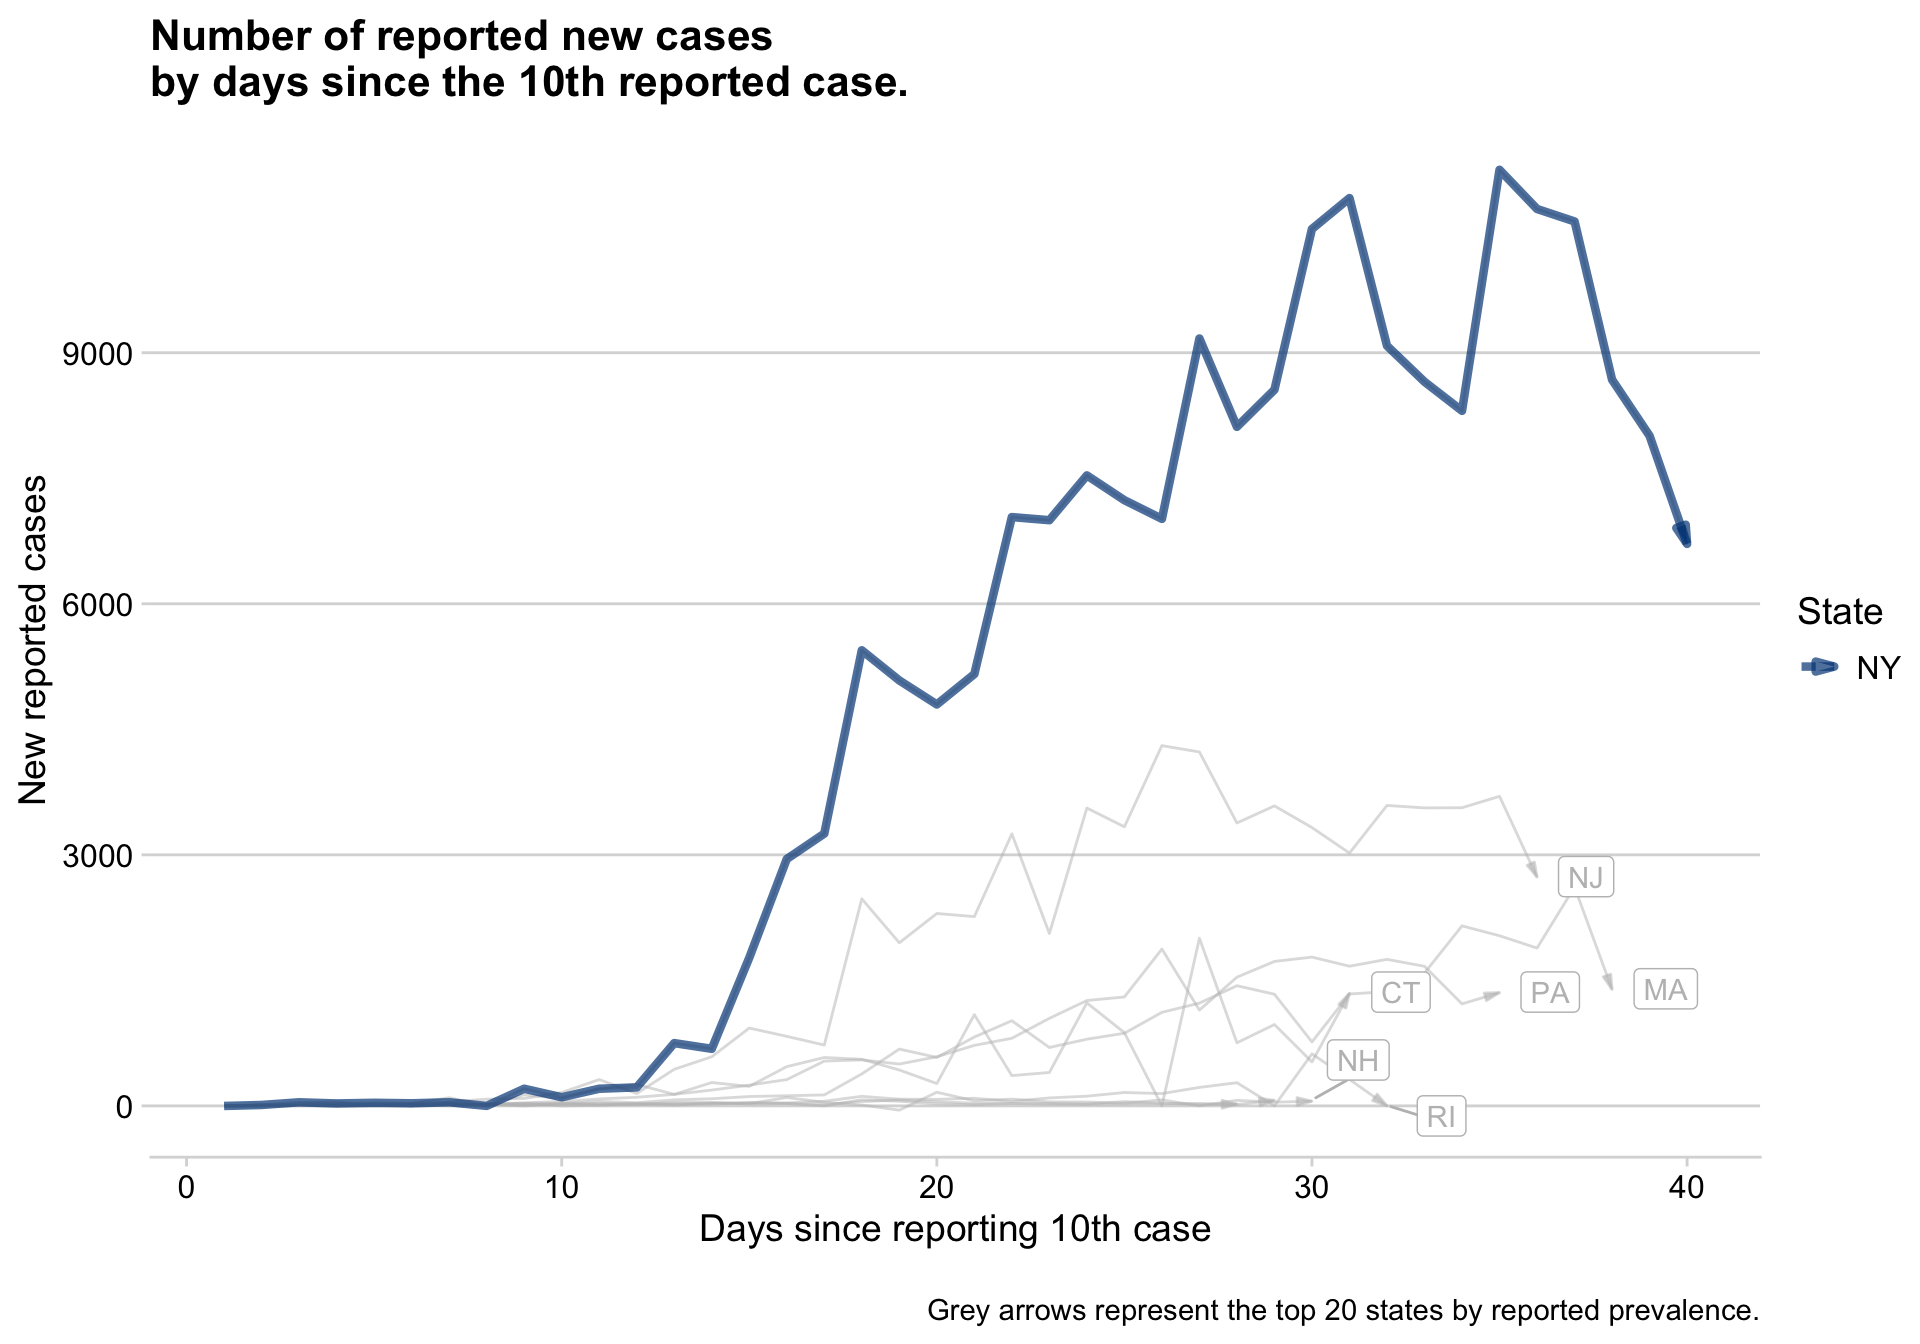 Number of reported new cases
by days since the 10th reported case.
New reported cases
9000
6000
3000
0
NJ
CT
PA
MA
NH
RI
State
NY
0
10
20
30
40
Days since reporting 10th case
Grey arrows represent the top 20 states by reported prevalence.